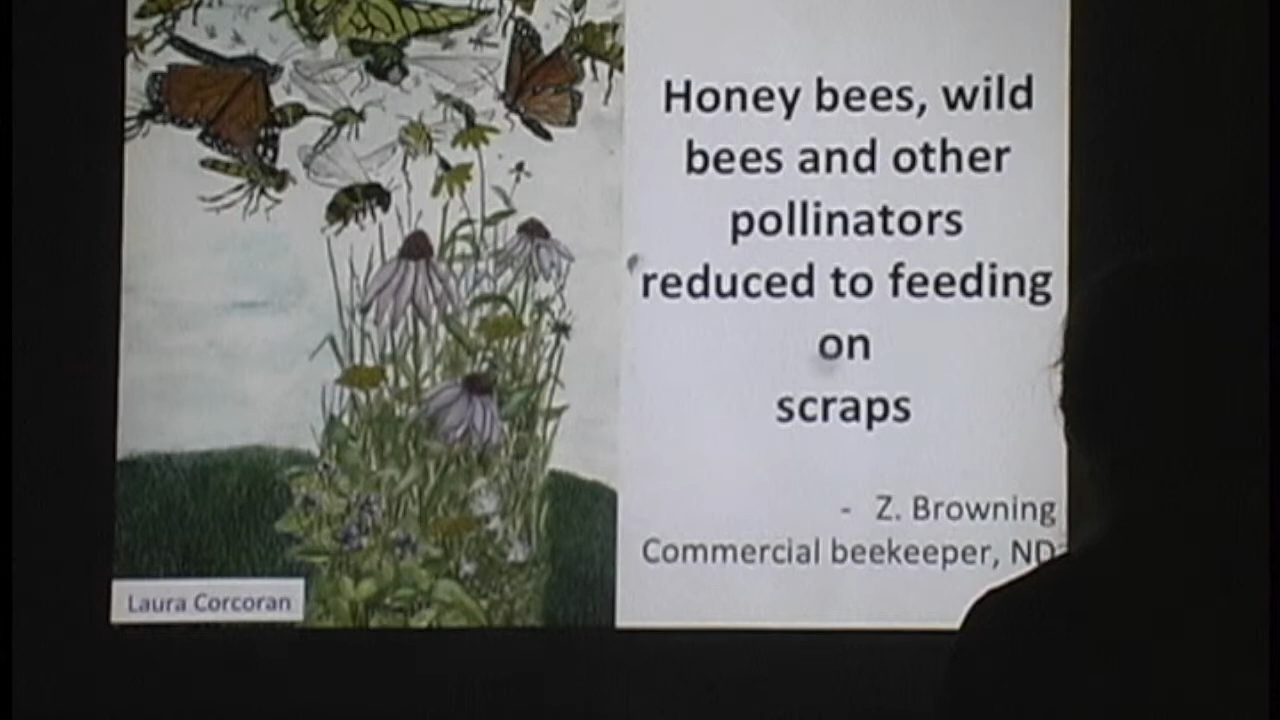 Honey bees, wild
bees and other
pollinators
reduced to feeding
on
scraps
- Z. Browning
Commercial beekeeper, ND
Laura Corcoran